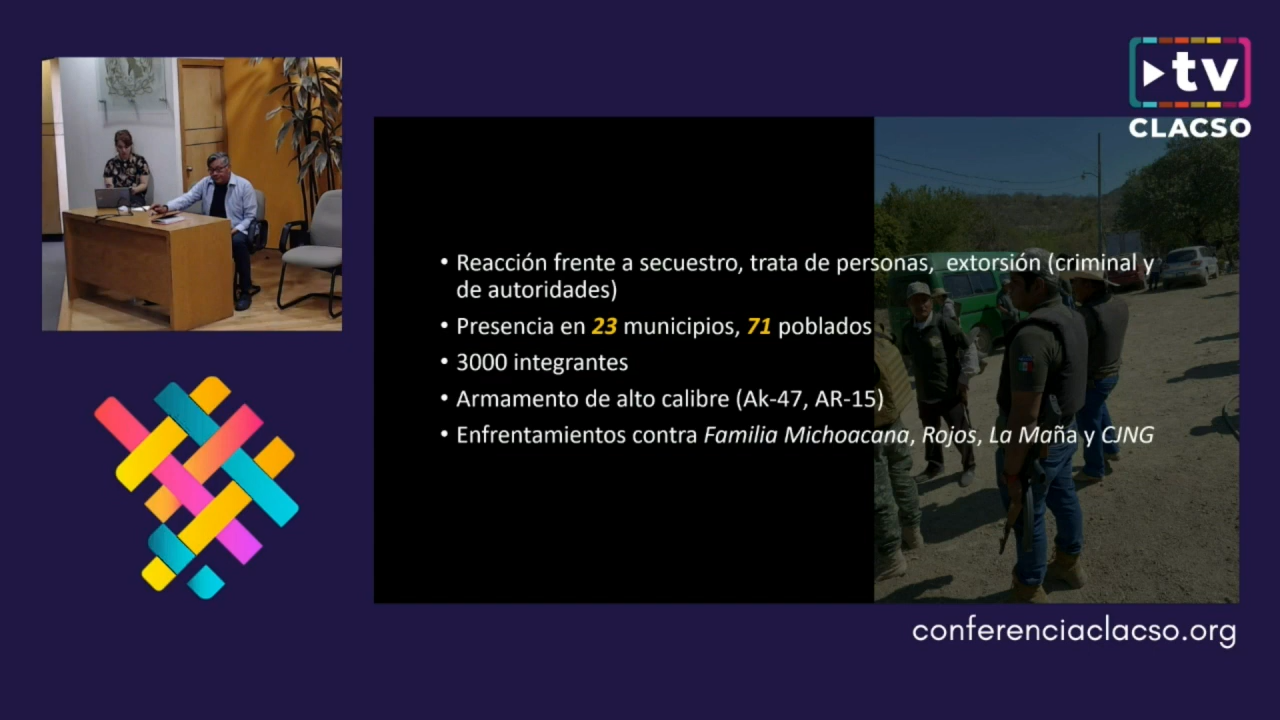 tv
CLACSO
• Reacción frente a secuestro, trata de personas,  extorsión (criminal y
de autoridades)
• Presencia en 23 municipios, 71 poblados
• 3000 integrantes
• Armamento de alto calibre (Ak-47, AR-15)
• Enfrentamientos contra Familia Michoacana, Rojos, La Maña y CJNG
conferenciaclacso.org